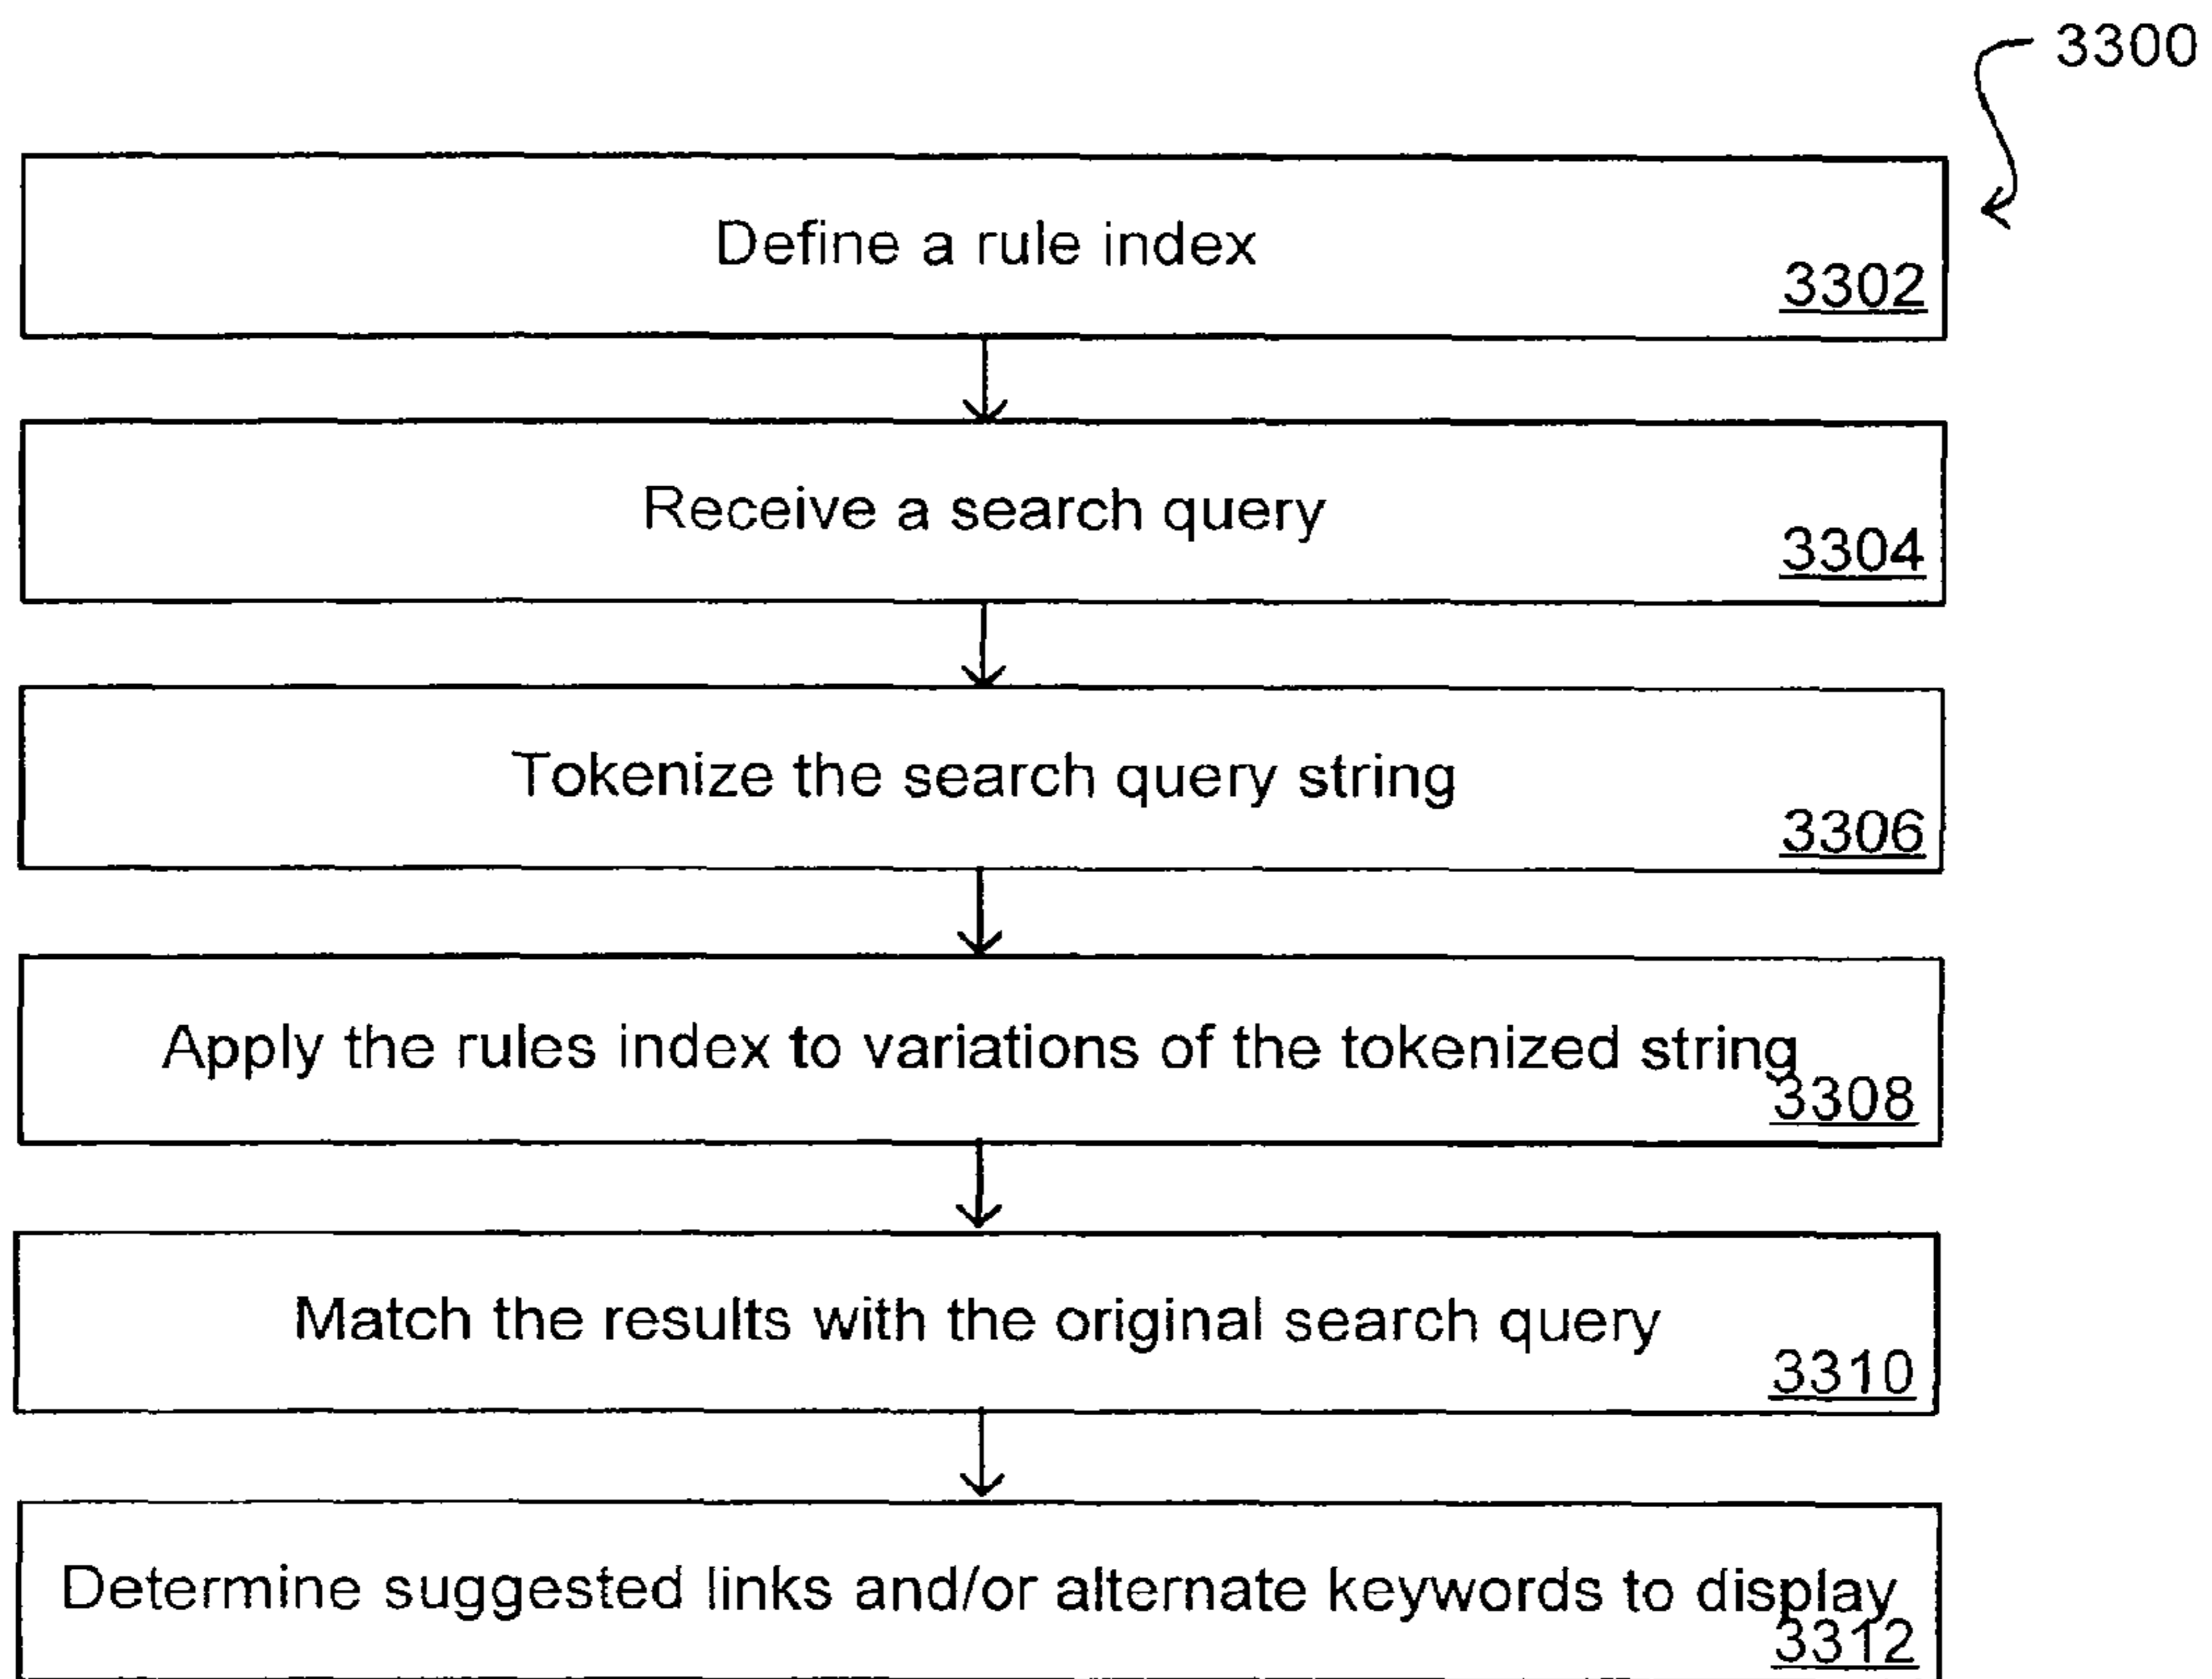 3300
Define a rule index
3302
Receive a search query
3304
Tokenize the search query string
3306
Apply the rules index to variations of the tokenized string
3308
Match the results with the original search query
3310
Determine suggested links and/or alternate keywords to display
3312